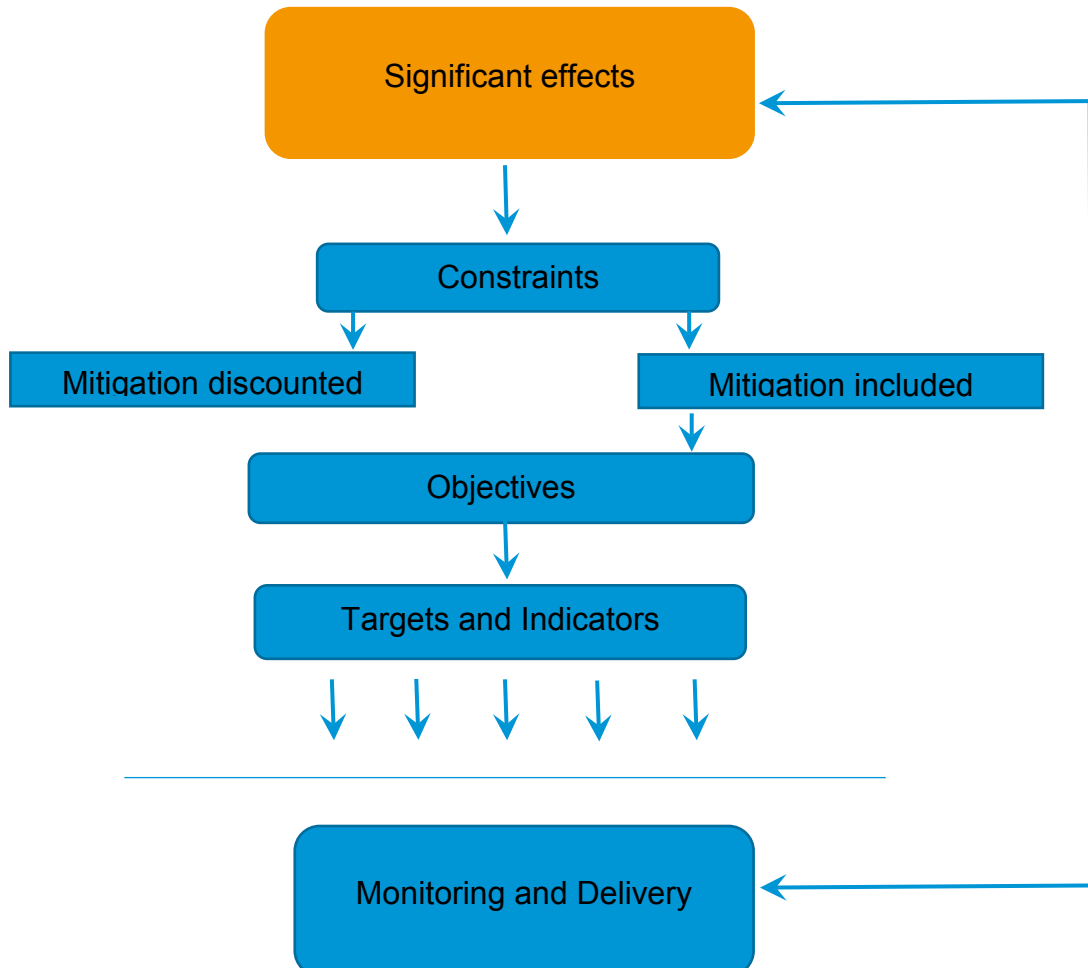 Significant effects
Constraints
Mitigation discounted
Mitigation included
Objectives
Targets and Indicators
Monitoring and Delivery